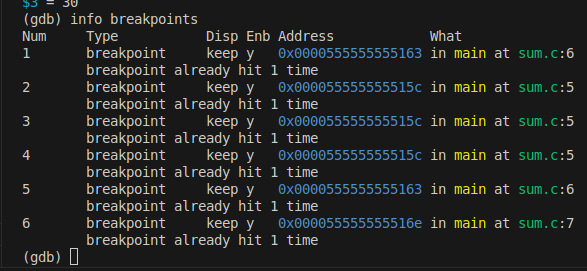 $3 = 30
(gdb) info breakpoints
Num     Type           Disp Enb Address            What
1       breakpoint     keep y   0x0000555555555163 in main at sum.c:6
        breakpoint already hit 1 time
2       breakpoint     keep y   0x000055555555515c in main at sum.c:5
        breakpoint already hit 1 time
3       breakpoint     keep y   0x000055555555515c in main at sum.c:5
        breakpoint already hit 1 time
4       breakpoint     keep y   0x000055555555515c in main at sum.c:5
        breakpoint already hit 1 time
5       breakpoint     keep y   0x0000555555555163 in main at sum.c:6
        breakpoint already hit 1 time
6       breakpoint     keep y   0x000055555555516e in main at sum.c:7
        breakpoint already hit 1 time
(gdb)